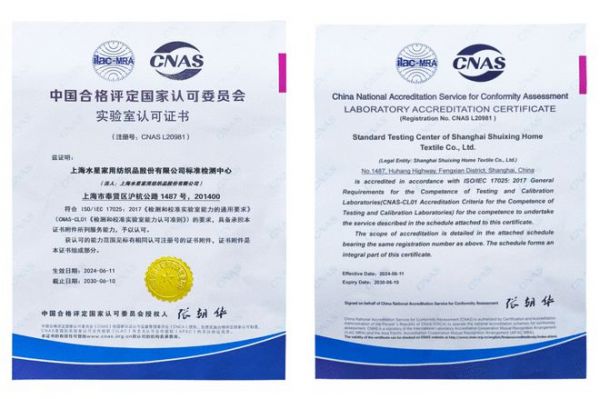 ilac-MRA
CNAS
中国合格评定国家认可委员会
实验室认可证书
（注册号：CNAS L20981）
兹证明：
上海水星家用纺织品股份有限公司标准检测中心
（法人：上海水星家用纺织品股份有限公司）
上海市奉贤区沪杭公路 1487 号，201400
符合 ISO/IEC 17025：2017《检测和校准实验室能力的通用要求》
（CNAS-CL01《检测和校准实验室能力认可准则》）的要求，具备承担本
证书附件所列服务能力，予以认可。
获认可的能力范围见标有相同认可注册号的证书附件，证书附件是
本证书组成部分。
生效日期：2024-06-11
截止日期：2030-06-10
中国合格评定国家认可委员会授权人
ilac-MRA
CNAS
China National Accreditation Service for Conformity Assessment
LABORATORY ACCREDITATION CERTIFICATE
(Registration No. CNAS L20981)
Standard Testing Center of Shanghai Shuixing Home
Textile Co., Ltd.
(Legal Entity: Shanghai Shuixing Home Textile Co., Ltd.)
No.1487, Huhang Highway, Fengxian District, Shanghai, China
is accredited in accordance with ISO/IEC 17025: 2017 General
Requirements for the Competence of Testing and Calibration
Laboratories(CNAS-CL01 Accreditation Criteria for the Competence of
Testing and Calibration Laboratories) for the competence to undertake
the service described in the schedule attached to this certificate.
The scope of accreditation is detailed in the attached schedule
bearing the same registration number as above. The schedule forms an
integral part of this certificate.
Effective Date: 2024-06-11
Expiry Date: 2030-06-10
Signed on behalf of China National Accreditation Service for Conformity Assessment